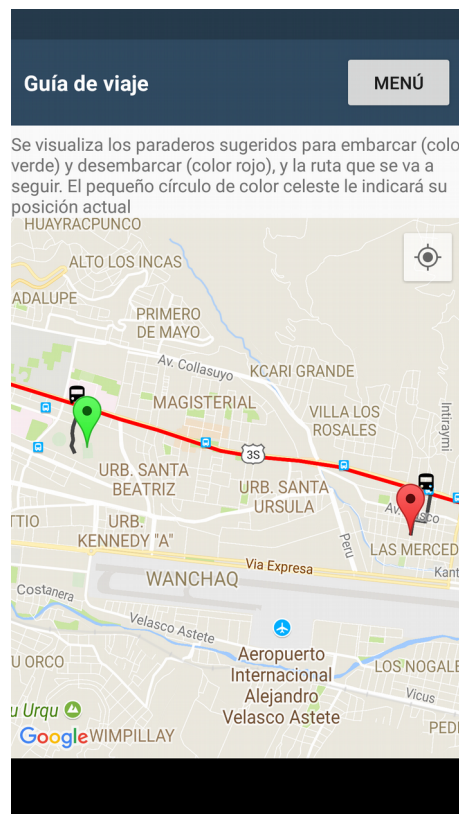 Guía de viaje
MENÚ
Se visualiza los paraderos sugeridos para embarcar (colo
verde) y desembarcar (color rojo), y la ruta que se va a
seguir. El pequeño círculo de color celeste le indicará su
posición actual
HUAYRACPUNCO
ALTO LOS INCAS
ADALUPE
PRIMERO
DE MAYO
Av. Collasuyo
KCARI GRANDE
MAGISTERIAL
VILLA LOS
ROSALES
Intiraymi
3S
URB. SANTA
BEATRIZ
URB. SANTA
URSULA
TTIO
URB.
KENNEDY "A"
Perú
LAS MERCED
Via Expresa
Kant
WANCHAQ
Costanera
Velasco Astete
Aeropuerto
Internacional
Alejandro
Velasco Astete
U ORCO
LOS NOGALE
Vicus
u Urqu
PEDI
Google
WIMPILLAY